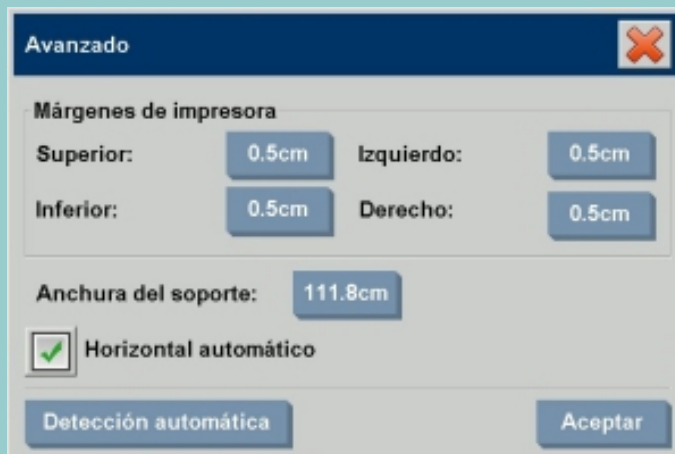 Avanzado
Márgenes de impresora
Superior: 0.5cm Izquierdo: 0.5cm
Inferior: 0.5cm Derecho: 0.5cm
Anchura del soporte: 111.8cm
Horizontal automático
Detección automática Aceptar